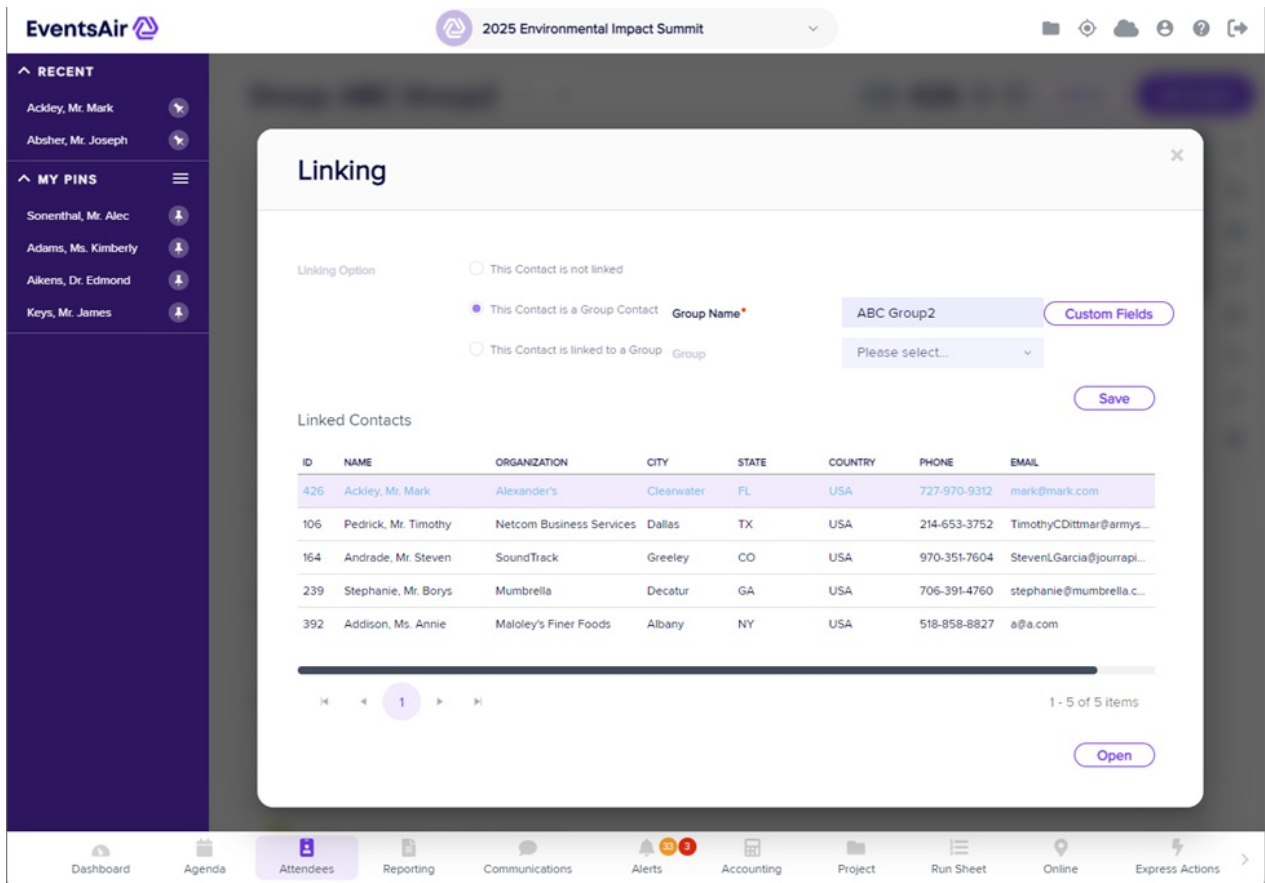 EventsAir
2025 Environmental Impact Summit
RECENT
Ackley, Mr. Mark
Absher, Mr. Joseph
MY PINS
Sonenthal, Mr. Alec
Adams, Ms. Kimberly
Aikens, Dr. Edmond
Keys, Mr. James
Group ABC Group2
426
Linking
Linking Option
This Contact is not linked
This Contact is a Group Contact Group Name* ABC Group2 Custom Fields
This Contact is linked to a Group Group Please select...
Save
Linked Contacts
ID NAME ORGANIZATION CITY STATE COUNTRY PHONE EMAIL
426 Ackley, Mr. Mark Alexander's Clearwater FL USA 727-970-9312 mark@mark.com
106 Pedrick, Mr. Timothy Netcom Business Services Dallas TX USA 214-653-3752 TimothyCDittmar@armys...
164 Andrade, Mr. Steven SoundTrack Greeley CO USA 970-351-7604 StevenLGarcia@jourrapi...
239 Stephanie, Mr. Borys Mumbrella Decatur GA USA 706-391-4760 stephanie@mumbrella.c...
392 Addison, Ms. Annie Maloley's Finer Foods Albany NY USA 518-858-8827 a@a.com
1
1 - 5 of 5 items
Open
Dashboard Agenda Attendees Reporting Communications Alerts 33 3 Accounting Project Run Sheet Online Express Actions